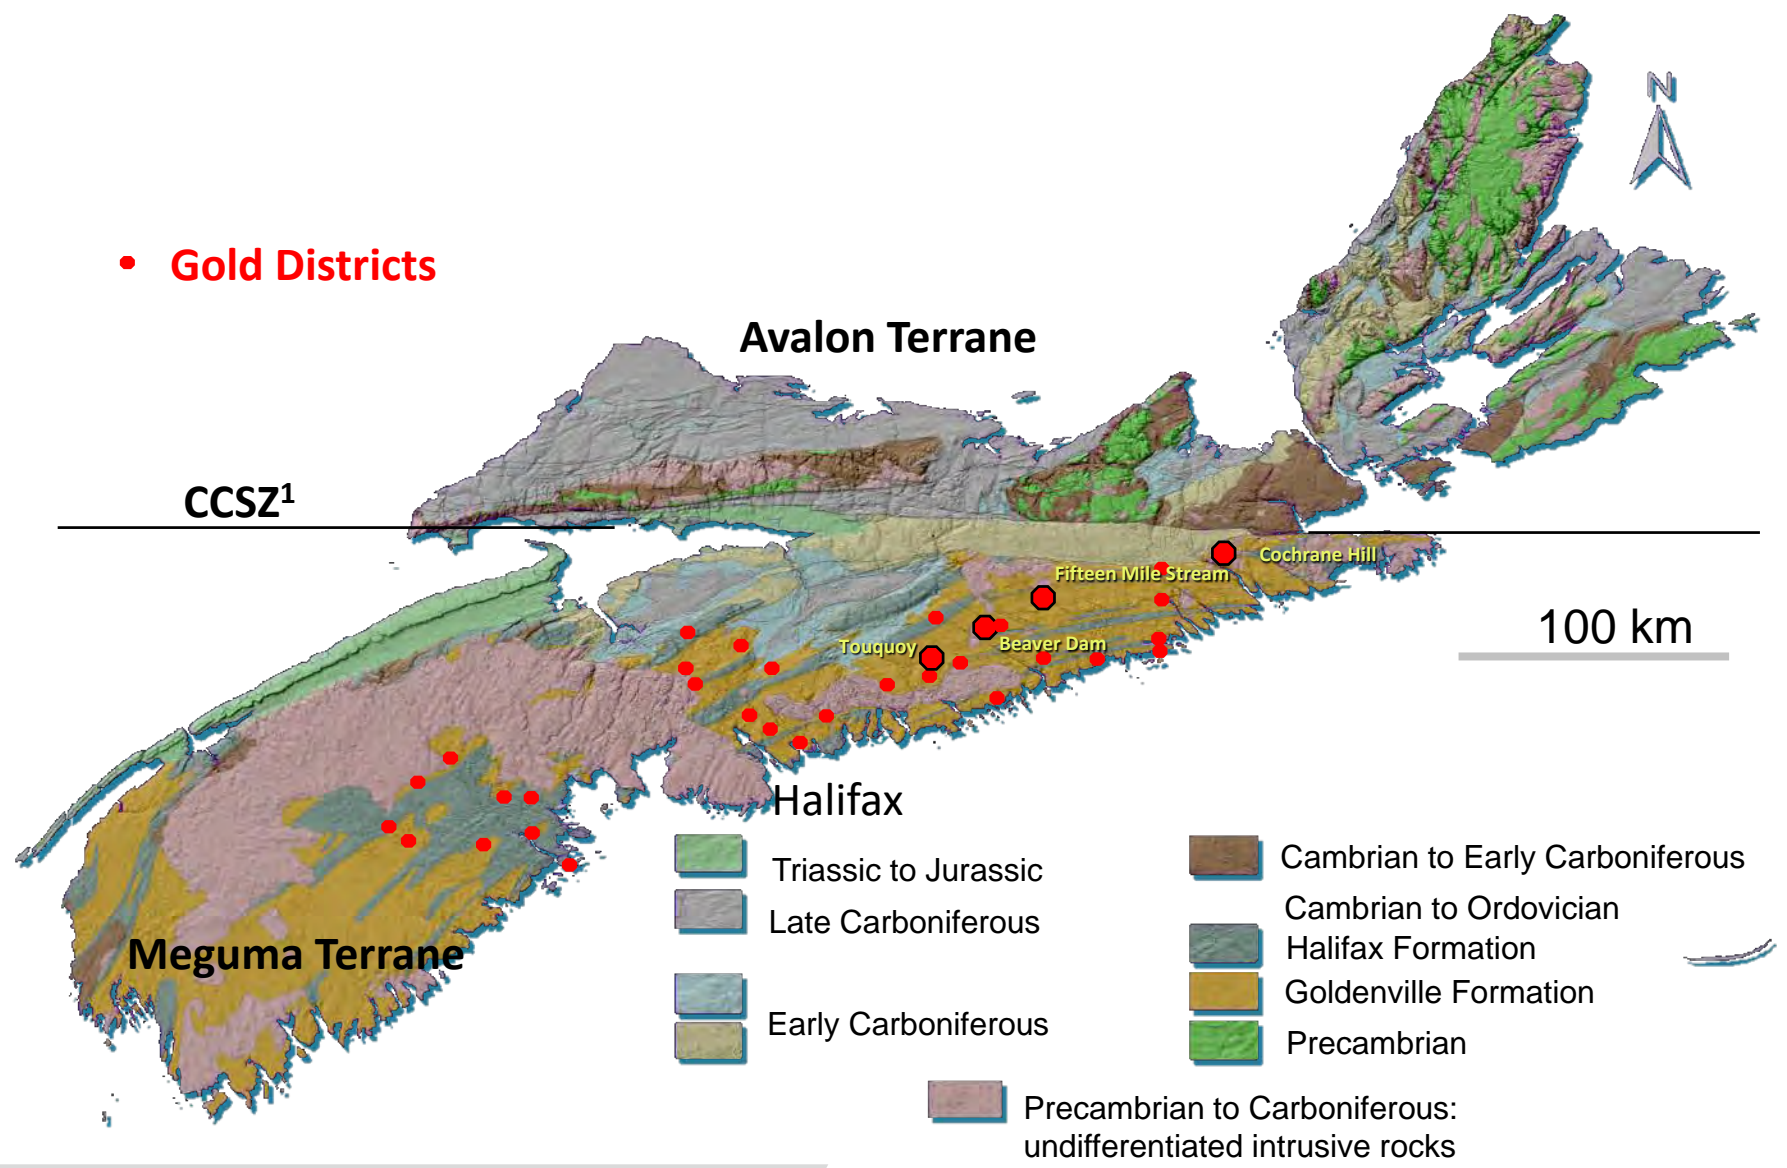 N
• Gold Districts
Avalon Terrane
CCSZ1
Cochrane Hill
Fifteen Mile Stream
Touquoy
Beaver Dam
100 km
Halifax
Meguma Terrane
Triassic to Jurassic
Late Carboniferous
Early Carboniferous
Cambrian to Early Carboniferous
Cambrian to Ordovician
Halifax Formation
Goldenville Formation
Precambrian
Precambrian to Carboniferous:
undifferentiated intrusive rocks